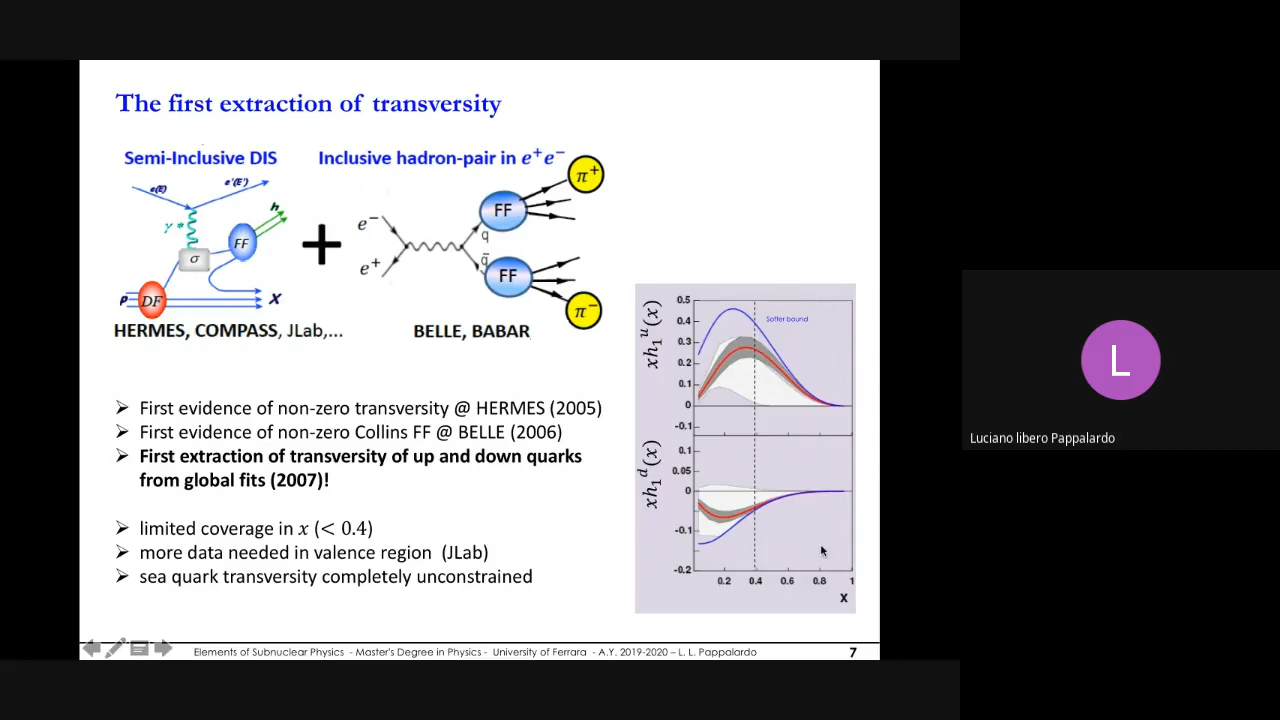 The first extraction of transversity
Semi-Inclusive DIS
Inclusive hadron-pair in e⁺e⁻
e(E)
e'(E')
h
γ*
FF
σ
P
DF
X
+
e⁻
e⁺
q
q̄
FF
FF
π⁺
π⁻
HERMES, COMPASS, JLab,...
BELLE, BABAR
➢ First evidence of non-zero transversity @ HERMES (2005)
➢ First evidence of non-zero Collins FF @ BELLE (2006)
➢ First extraction of transversity of up and down quarks
from global fits (2007)!
➢ limited coverage in x (< 0.4)
➢ more data needed in valence region (JLab)
➢ sea quark transversity completely unconstrained
xh₁ᵘ(x)
0.5
0.4
0.3
0.2
0.1
0
-0.1
Soffer bound
xh₁ᵈ(x)
0.1
0.05
0
-0.1
-0.2
0.2 0.4 0.6 0.8 1
X
Elements of Subnuclear Physics - Master's Degree in Physics - University of Ferrara - A.Y. 2019-2020 – L. L. Pappalardo
7
L
Luciano libero Pappalardo